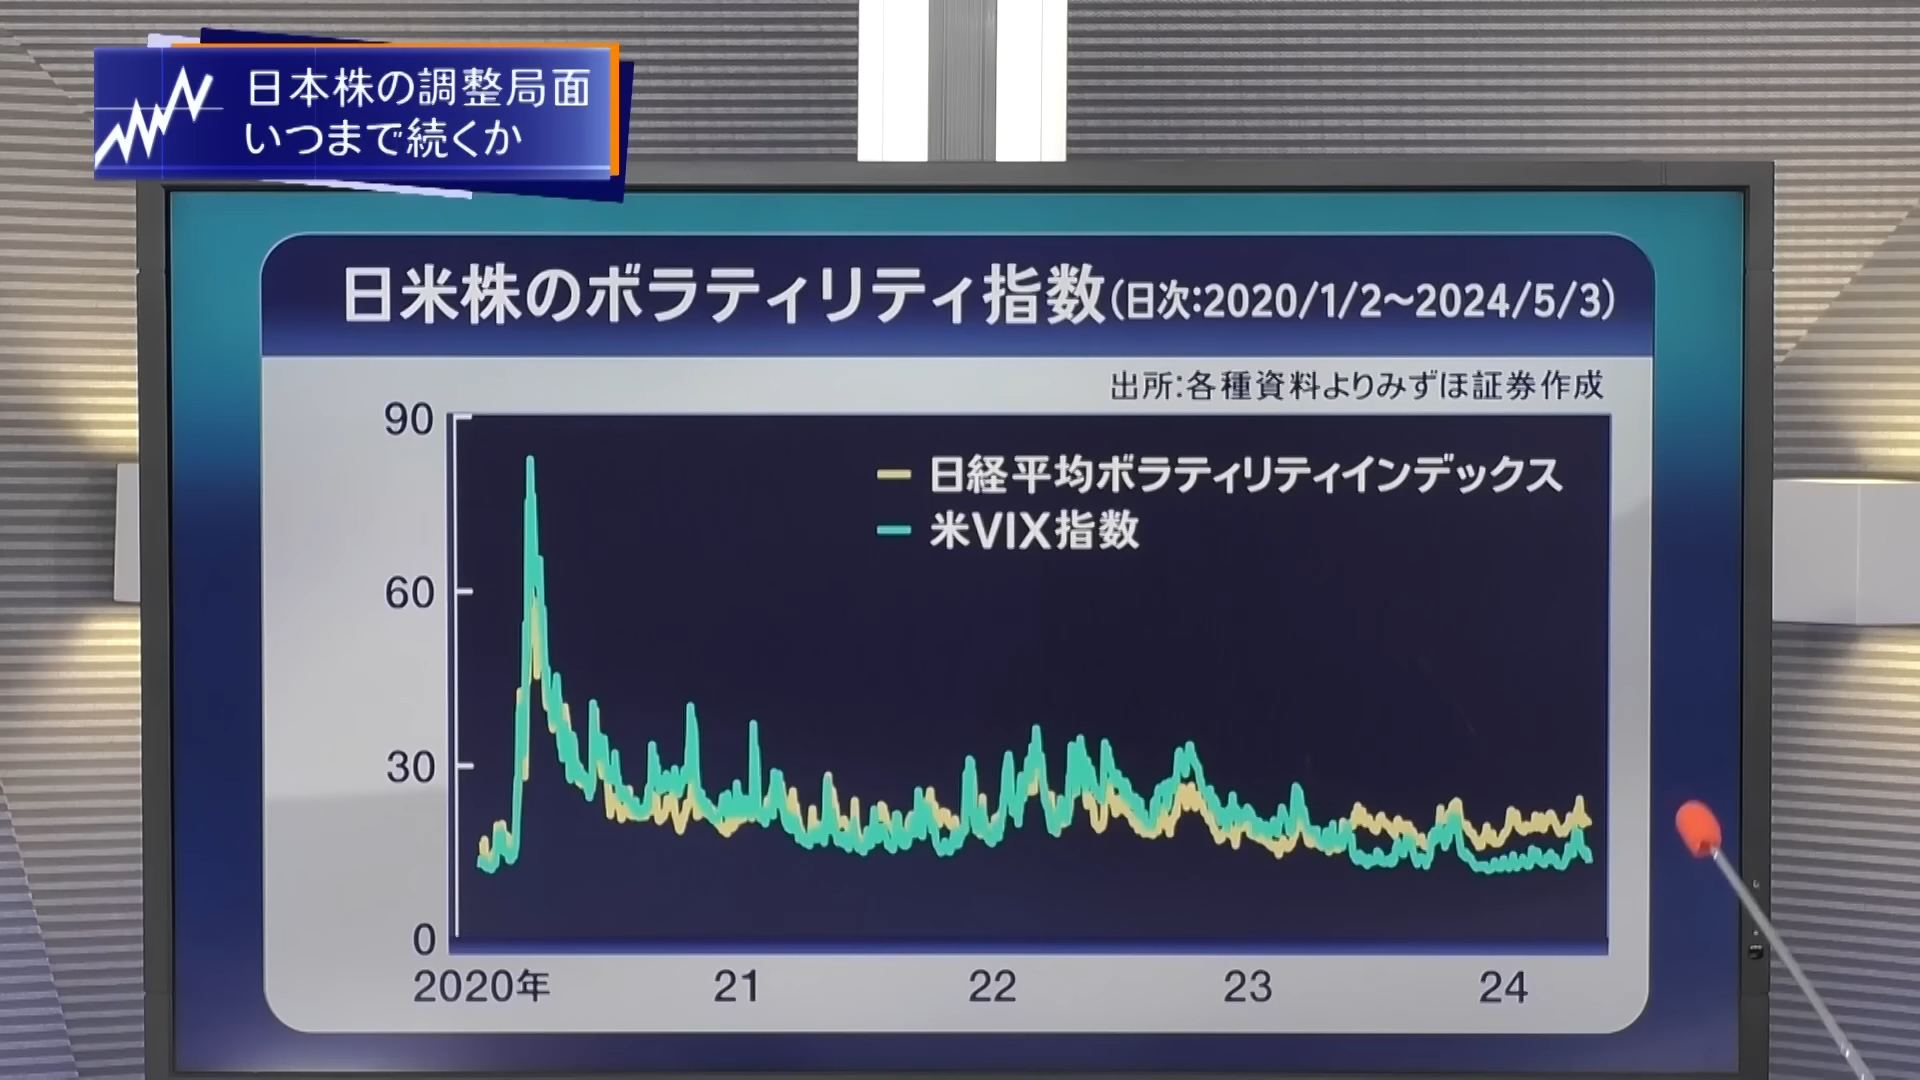 日本株の調整局面
いつまで続くか
日米株のボラティリティ指数(日次:2020/1/2〜2024/5/3)
出所:各種資料よりみずほ証券作成
90
60
30
0
日経平均ボラティリティインデックス
米VIX指数
2020年 21 22 23 24